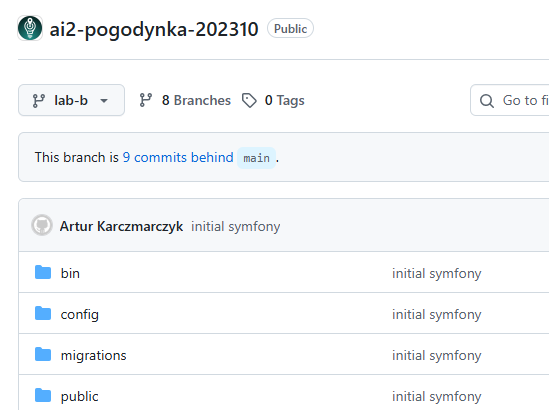 ai2-pogodynka-202310 Public
lab-b 8 Branches 0 Tags Go to fi
This branch is 9 commits behind main .
Artur Karczmarczyk initial symfony
bin initial symfony
config initial symfony
migrations initial symfony
public initial symfony